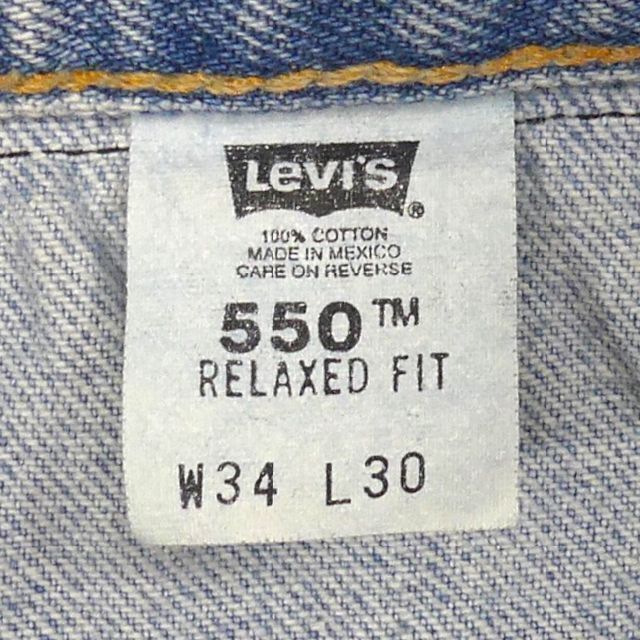 Levi's®
100% COTTON
MADE IN MEXICO
CARE ON REVERSE
550™
RELAXED FIT
W34 L30